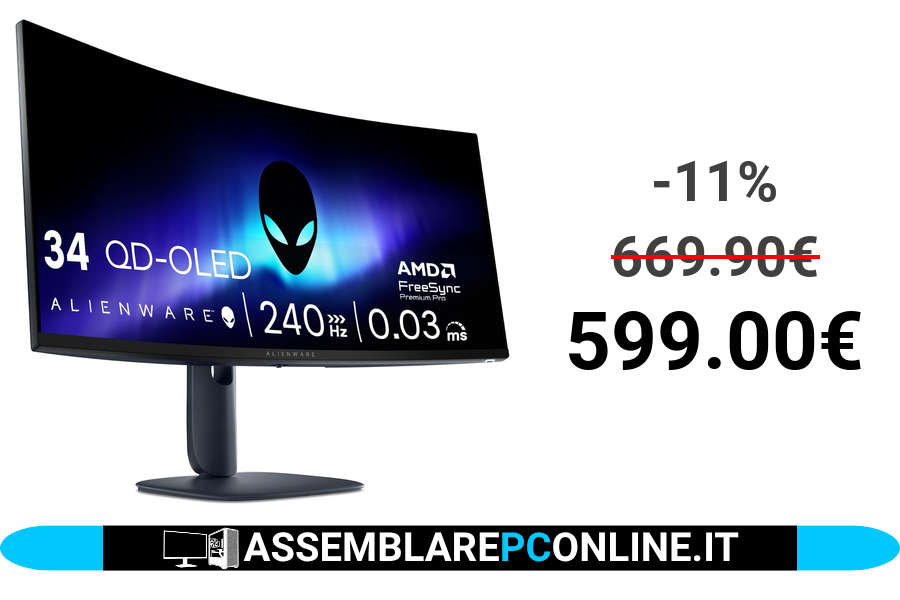 34 QD-OLED
AMD
FreeSync
Premium Pro
ALIENWARE
240 Hz
0.03 ms
ALIENWARE
-11%
669.90€
599.00€
ASSEMBLAREPCONLINE.IT